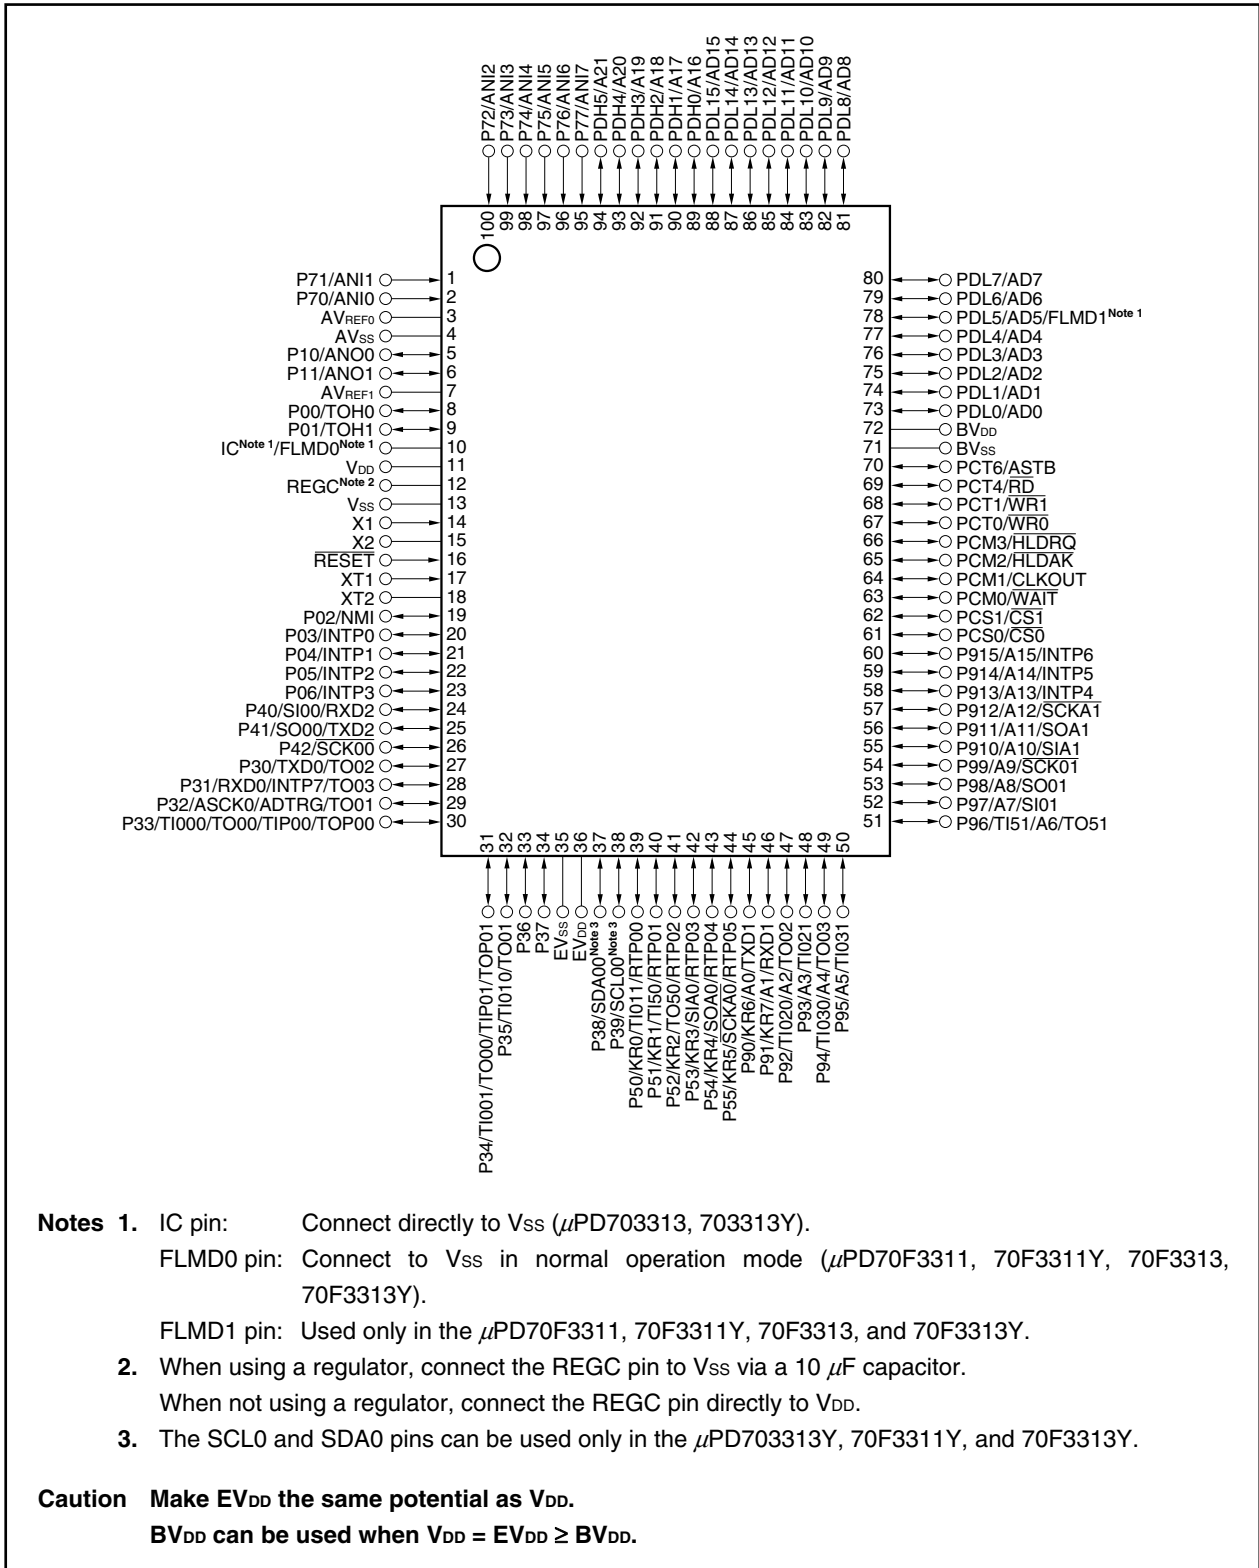 P72/ANI2
P73/ANI3
P74/ANI4
P75/ANI5
P76/ANI6
P77/ANI7
PDH5/A21
PDH4/A20
PDH3/A19
PDH2/A18
PDH1/A17
PDH0/A16
PDL15/AD15
PDL14/AD14
PDL13/AD13
PDL12/AD12
PDL11/AD11
PDL10/AD10
PDL9/AD9
PDL8/AD8
100
99
98
97
96
95
94
93
92
91
90
89
88
87
86
85
84
83
82
81
P71/ANI1 1
P70/ANI0 2
AVREF0 3
AVSS 4
P10/ANO0 5
P11/ANO1 6
AVREF1 7
P00/TOH0 8
P01/TOH1 9
IC Note 1/FLMD0 Note 1 10
VDD 11
REGC Note 2 12
VSS 13
X1 14
X2 15
RESET 16
XT1 17
XT2 18
P02/NMI 19
P03/INTP0 20
P04/INTP1 21
P05/INTP2 22
P06/INTP3 23
P40/SI00/RXD2 24
P41/SO00/TXD2 25
P42/SCK00 26
P30/TXD0/TO02 27
P31/RXD0/INTP7/TO03 28
P32/ASCK0/ADTRG/TO01 29
P33/TI000/TO00/TIP00/TOP00 30
80 PDL7/AD7
79 PDL6/AD6
78 PDL5/AD5/FLMD1 Note 1
77 PDL4/AD4
76 PDL3/AD3
75 PDL2/AD2
74 PDL1/AD1
73 PDL0/AD0
72 BVDD
71 BVSS
70 PCT6/ASTB
69 PCT4/RD
68 PCT1/WR1
67 PCT0/WR0
66 PCM3/HLDRQ
65 PCM2/HLDAK
64 PCM1/CLKOUT
63 PCM0/WAIT
62 PCS1/CS1
61 PCS0/CS0
60 P915/A15/INTP6
59 P914/A14/INTP5
58 P913/A13/INTP4
57 P912/A12/SCKA1
56 P911/A11/SOA1
55 P910/A10/SIA1
54 P99/A9/SCK01
53 P98/A8/SO01
52 P97/A7/SI01
51 P96/TI51/A6/TO51
31
32
33
34
35
36
37
38
39
40
41
42
43
44
45
46
47
48
49
50
P34/TI001/TO00/TIP01/TOP01
P35/TI010/TO01
P36
P37
EVSS
EVDD
P38/SDA00 Note 3
P39/SCL00 Note 3
P50/KR0/TI011/RTP00
P51/KR1/TI50/RTP01
P52/KR2/TO50/RTP02
P53/KR3/SIA0/RTP03
P54/KR4/SOA0/RTP04
P55/KR5/SCKA0/RTP05
P90/KR6/A0/TXD1
P91/KR7/A1/RXD1
P92/TI020/A2/TO02
P93/A3/TI021
P94/TI030/A4/TO03
P95/A5/TI031
Notes 1. IC pin: Connect directly to VSS (μPD703313, 703313Y).
FLMD0 pin: Connect to VSS in normal operation mode (μPD70F3311, 70F3311Y, 70F3313,
70F3313Y).
FLMD1 pin: Used only in the μPD70F3311, 70F3311Y, 70F3313, and 70F3313Y.
2. When using a regulator, connect the REGC pin to VSS via a 10 μF capacitor.
When not using a regulator, connect the REGC pin directly to VDD.
3. The SCL0 and SDA0 pins can be used only in the μPD703313Y, 70F3311Y, and 70F3313Y.
Caution Make EVDD the same potential as VDD.
BVDD can be used when VDD = EVDD ≥ BVDD.